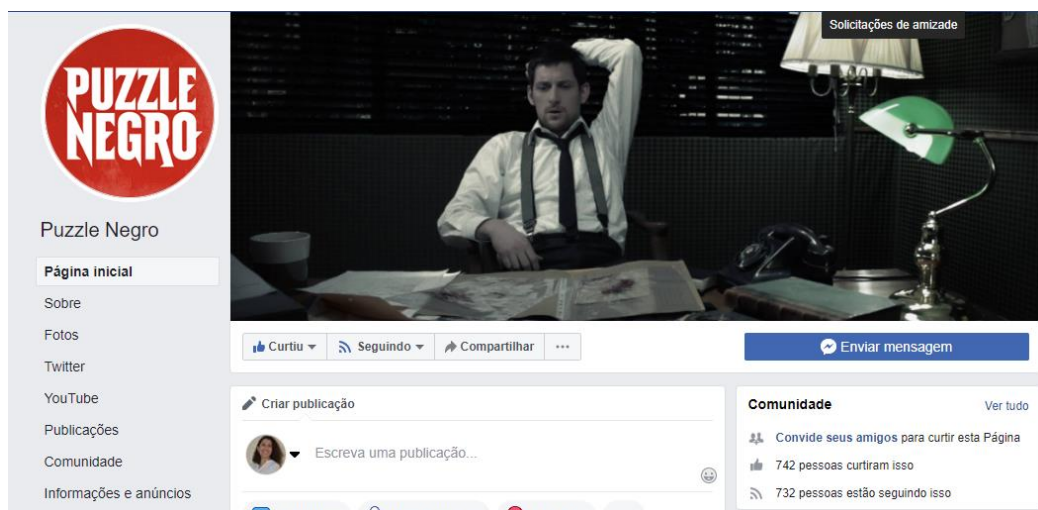 Solicitações de amizade
PUZZLE
NEGRO
Puzzle Negro
Página inicial
Sobre
Fotos
Twitter
YouTube
Publicações
Comunidade
Informações e anúncios
Curtiu
Seguindo
Compartilhar
Enviar mensagem
Criar publicação
Escreva uma publicação...
Comunidade
Ver tudo
Convide seus amigos para curtir esta Página
742 pessoas curtiram isso
732 pessoas estão seguindo isso